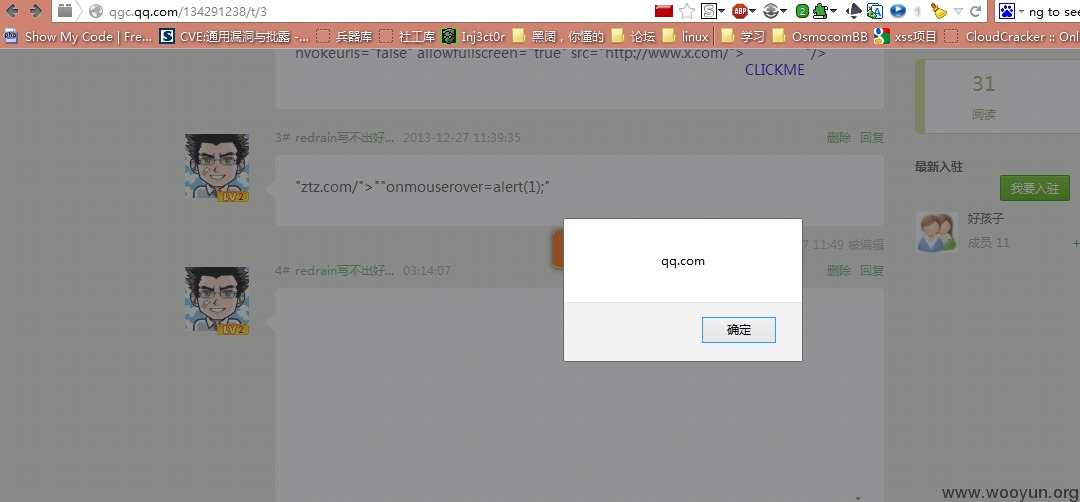 qgc.qq.com/134291238/t/3
ABP
2
ng to see
Show My Code | Fre...
CVE:通用漏洞与批露 -...
兵器库
社工库
Inj3ct0r
黑阔，你懂的
论坛
linux
学习
OsmocomBB
xss项目
CloudCracker :: Onl
nvokeurls="false" allowfullscreen="true" src="http://www.x.com/">
CLICKME
"/>
31
阅读
3# redrain写不出好... 2013-12-27 11:39:35
删除 回复
"ztz.com/">""onmouserover=alert(1);"
LV 2
最新入驻
我要入驻
好孩子
成员 11
+
7 11:49 被编辑
4# redrain写不出好... 03:14:07
删除 回复
LV 2
qq.com
确定
www.wooyun.org